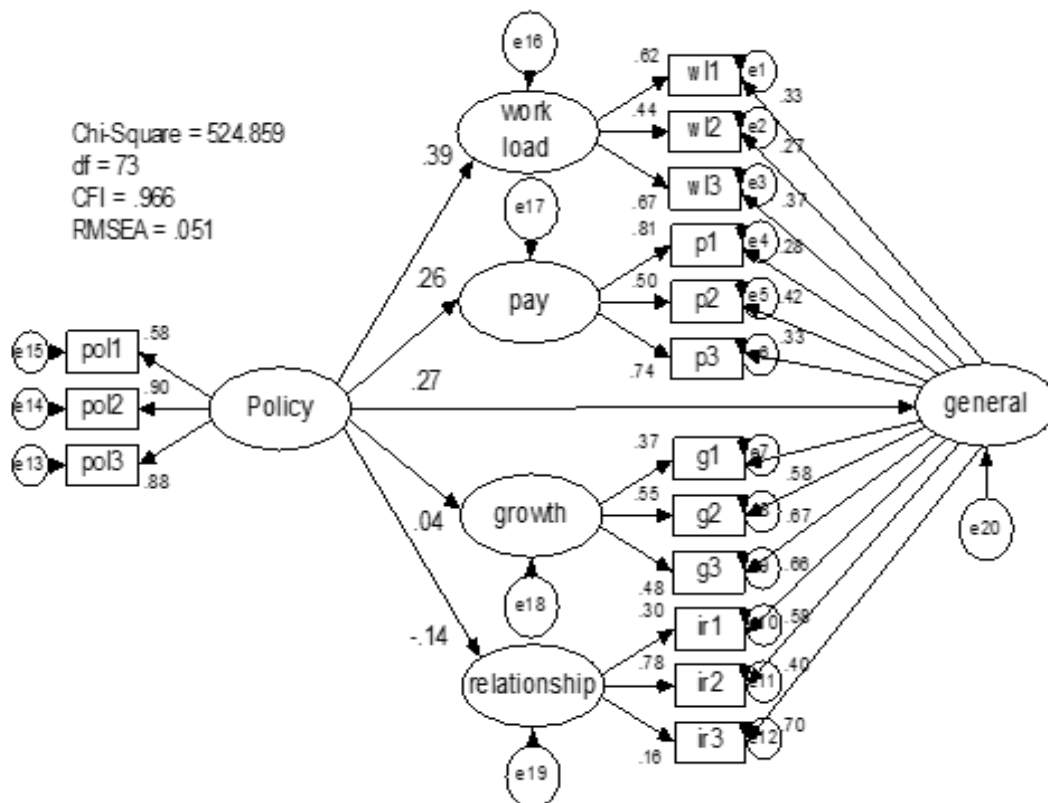 e16
.62
wl1
e1
work
load
.33
Chi-Square = 524.859
df = 73
CFI = .966
RMSEA = .051
.44
wl2
e2
.39
.27
wl3
e3
.67
.37
e17
.81
p1
e4
.28
.26
pay
.50
p2
e5
.42
.33
e15
pol1
.58
.74
p3
.27
e14
pol2
.90
Policy
general
e13
pol3
.88
.37
g1
e7
.58
.55
growth
g2
.67
.04
e20
.48
g3
.66
e18
.30
ir1
.58
-.14
.78
relationship
ir2
.40
ir3
.70
.16
e19